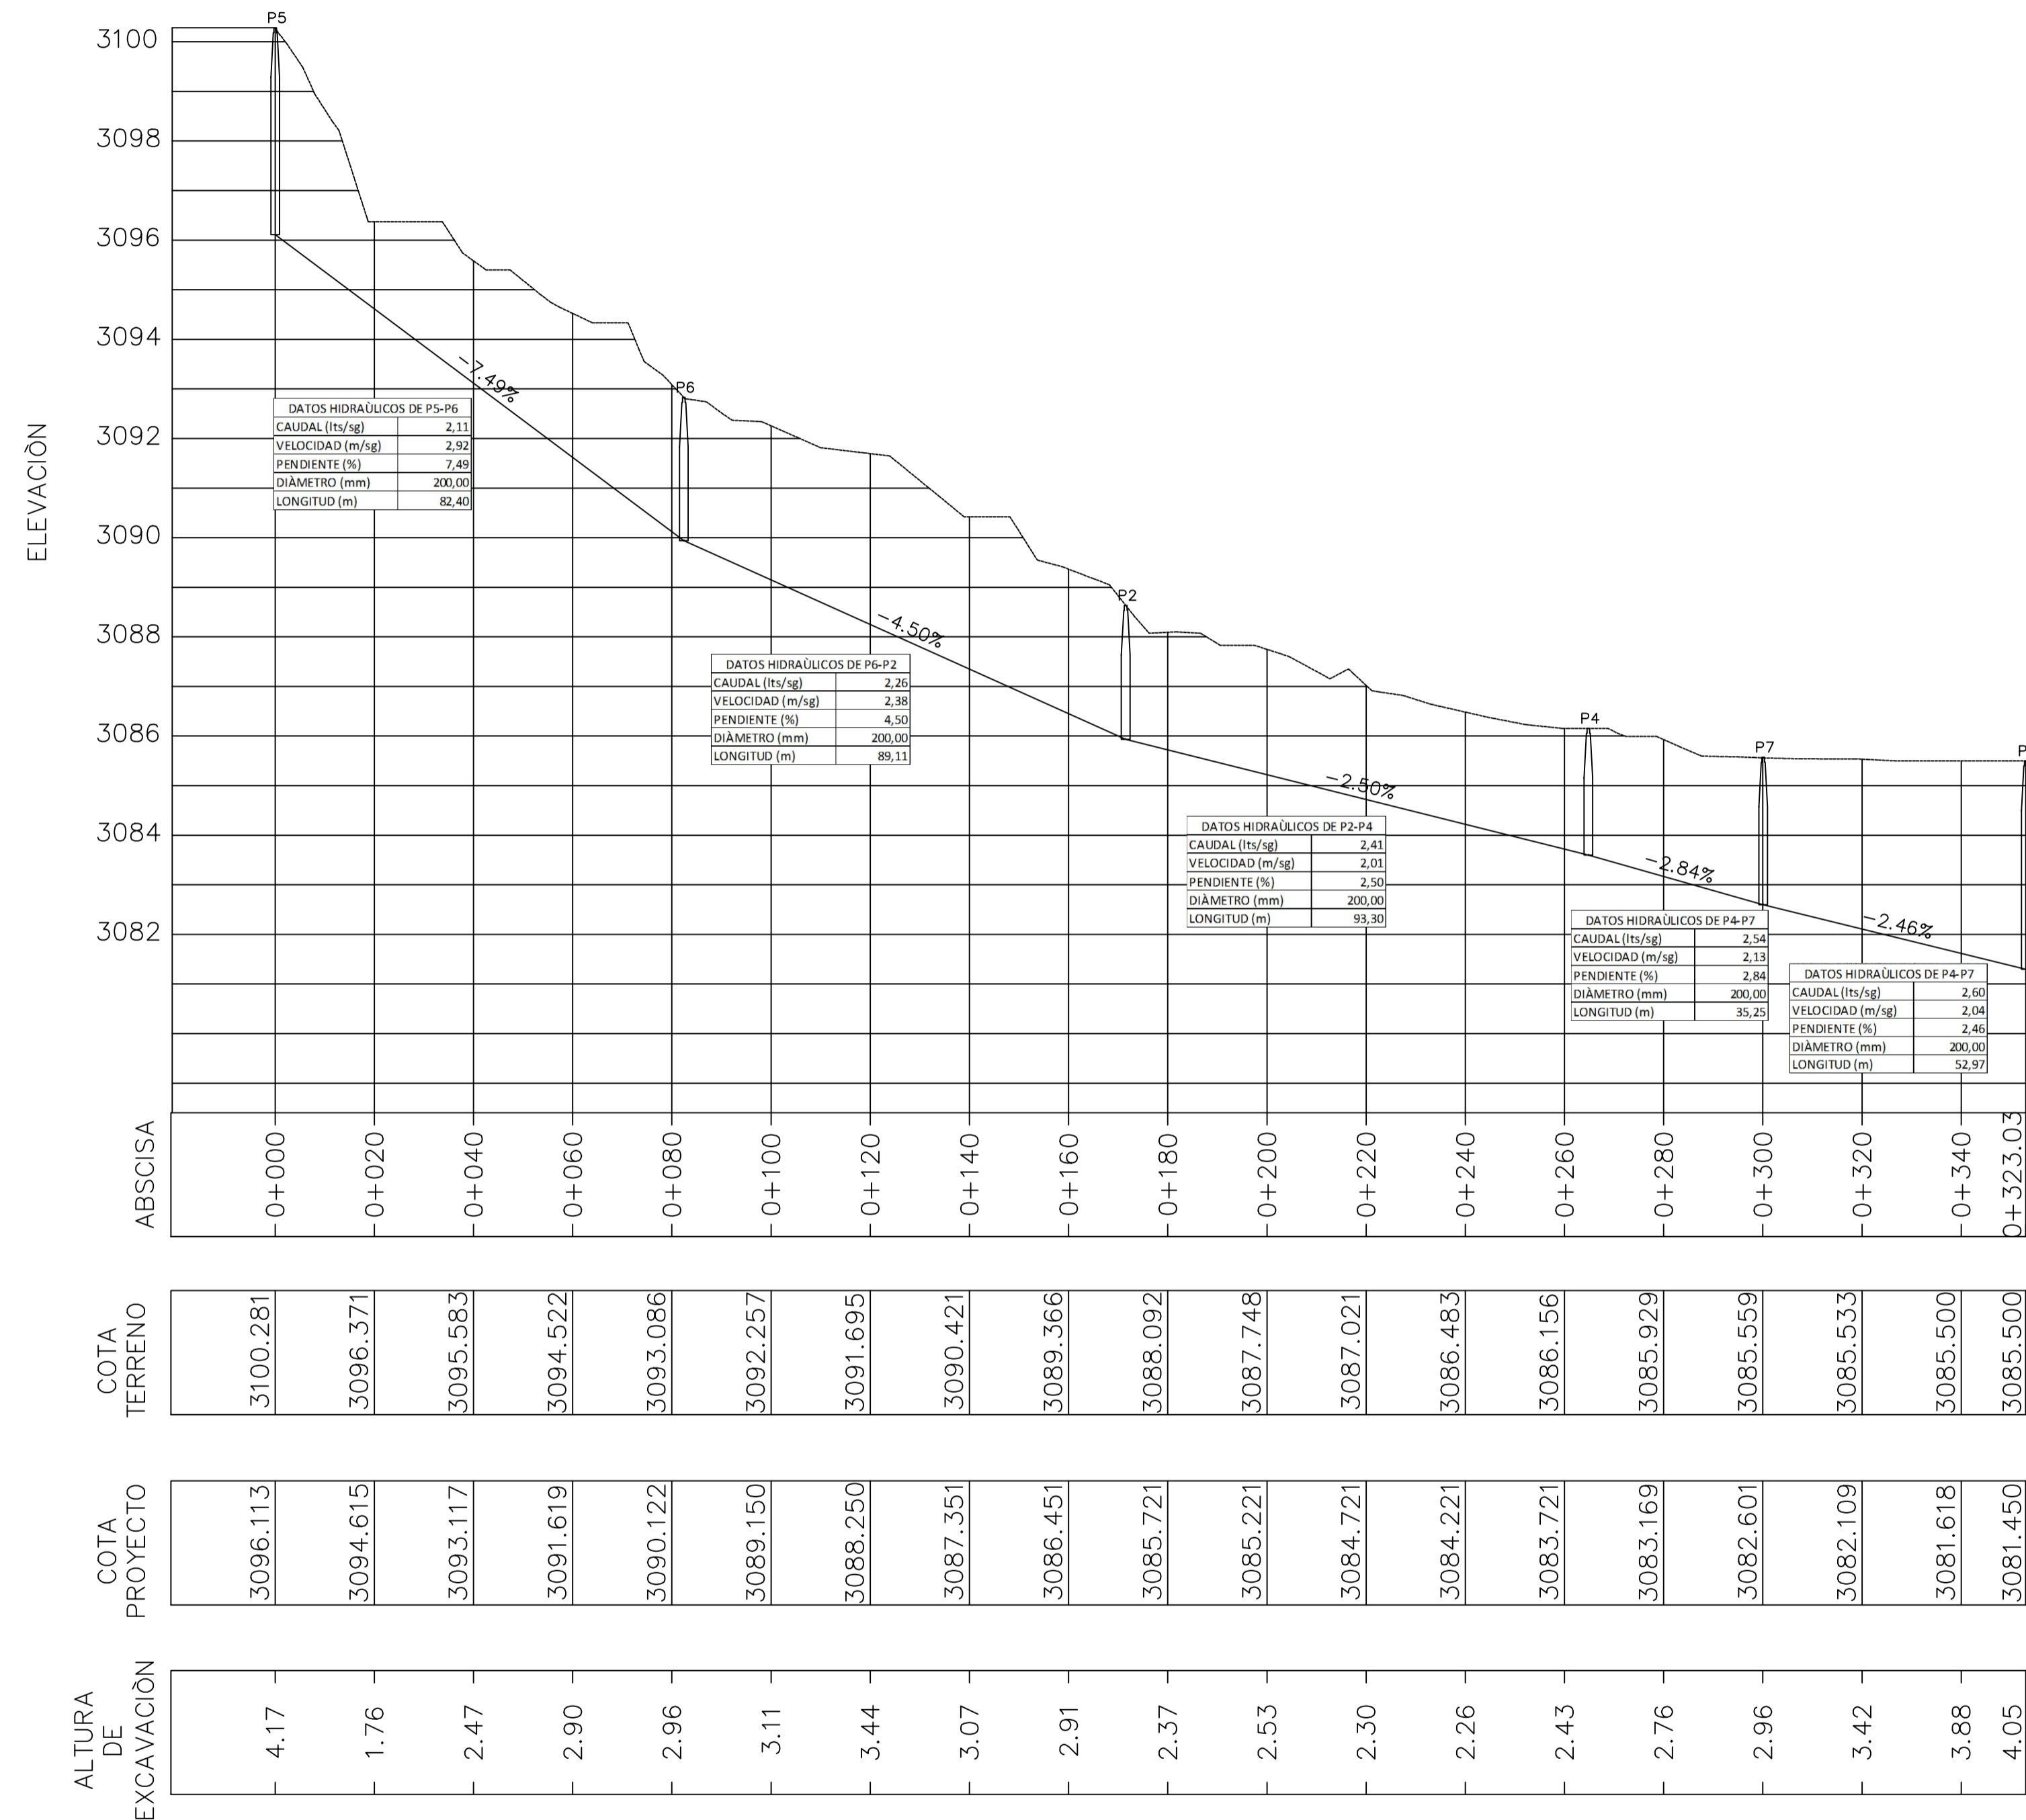 P5
3100
3098
3096
3094
3092
3090
3088
3086
3084
3082
ELEVACIÒN
-7.49%
P6
DATOS HIDRAÙLICOS DE P5-P6
CAUDAL (lts/sg) 2,11
VELOCIDAD (m/sg) 2,92
PENDIENTE (%) 7,49
DIÀMETRO (mm) 200,00
LONGITUD (m) 82,40
-4.50%
P2
DATOS HIDRAÙLICOS DE P6-P2
CAUDAL (lts/sg) 2,26
VELOCIDAD (m/sg) 2,38
PENDIENTE (%) 4,50
DIÀMETRO (mm) 200,00
LONGITUD (m) 89,11
-2.50%
P4
DATOS HIDRAÙLICOS DE P2-P4
CAUDAL (lts/sg) 2,41
VELOCIDAD (m/sg) 2,01
PENDIENTE (%) 2,50
DIÀMETRO (mm) 200,00
LONGITUD (m) 93,30
-2.84%
P7
DATOS HIDRAÙLICOS DE P4-P7
CAUDAL (lts/sg) 2,54
VELOCIDAD (m/sg) 2,13
PENDIENTE (%) 2,84
DIÀMETRO (mm) 200,00
LONGITUD (m) 35,25
-2.46%
P
DATOS HIDRAÙLICOS DE P4-P7
CAUDAL (lts/sg) 2,60
VELOCIDAD (m/sg) 2,04
PENDIENTE (%) 2,46
DIÀMETRO (mm) 200,00
LONGITUD (m) 52,97
ABSCISA
0+000
0+020
0+040
0+060
0+080
0+100
0+120
0+140
0+160
0+180
0+200
0+220
0+240
0+260
0+280
0+300
0+320
0+340
0+323.03
COTA
TERRENO
3100.281
3096.371
3095.583
3094.522
3093.086
3092.257
3091.695
3090.421
3089.366
3088.092
3087.748
3087.021
3086.483
3086.156
3085.929
3085.559
3085.533
3085.500
3085.500
COTA
PROYECTO
3096.113
3094.615
3093.117
3091.619
3090.122
3089.150
3088.250
3087.351
3086.451
3085.721
3085.221
3084.721
3084.221
3083.721
3083.169
3082.601
3082.109
3081.618
3081.450
ALTURA
DE
EXCAVACIÒN
4.17
1.76
2.47
2.90
2.96
3.11
3.44
3.07
2.91
2.37
2.53
2.30
2.26
2.43
2.76
2.96
3.42
3.88
4.05